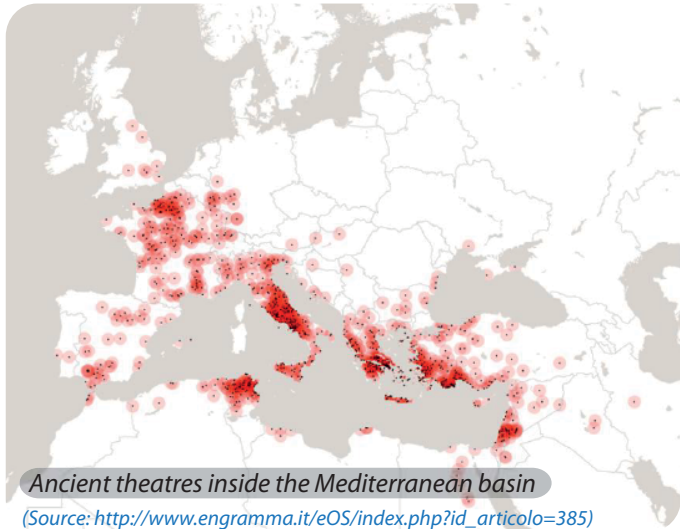 Ancient theatres inside the Mediterranean basin
(Source: http://www.engramma.it/eOS/index.php?id_articolo=385)